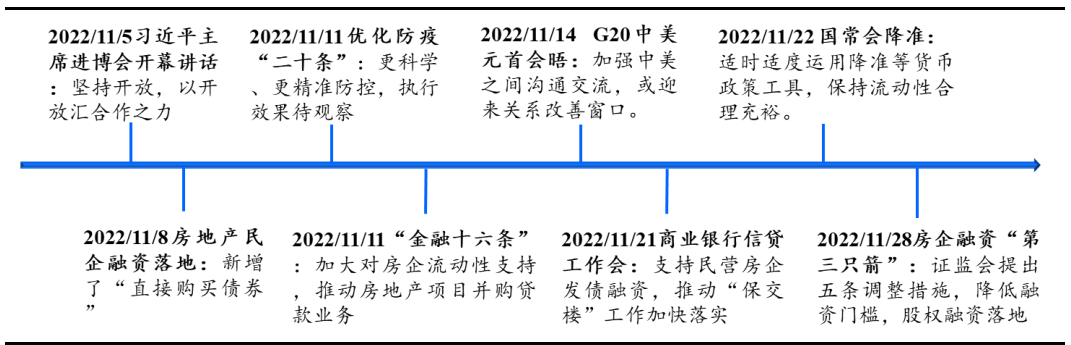 2022/11/5习近平主
席进博会开幕讲话
：坚持开放，以开
放汇合作之力
2022/11/11优化防疫
“二十条”：更科学
、更精准防控，执行
效果待观察
2022/11/14 G20中美
元首会晤：加强中美
之间沟通交流，或迎
来关系改善窗口。
2022/11/22国常会降准：
适时适度运用降准等货币
政策工具，保持流动性合
理充裕。
2022/11/8房地产民
企融资落地：新增
了“直接购买债券
”
2022/11/11“金融十六条”
：加大对房企流动性支持
，推动房地产项目并购贷
款业务
2022/11/21商业银行信贷
工作会：支持民营房企
发债融资，推动“保交
楼”工作加快落实
2022/11/28房企融资“第
三只箭”：证监会提出
五条调整措施，降低融
资门槛，股权融资落地